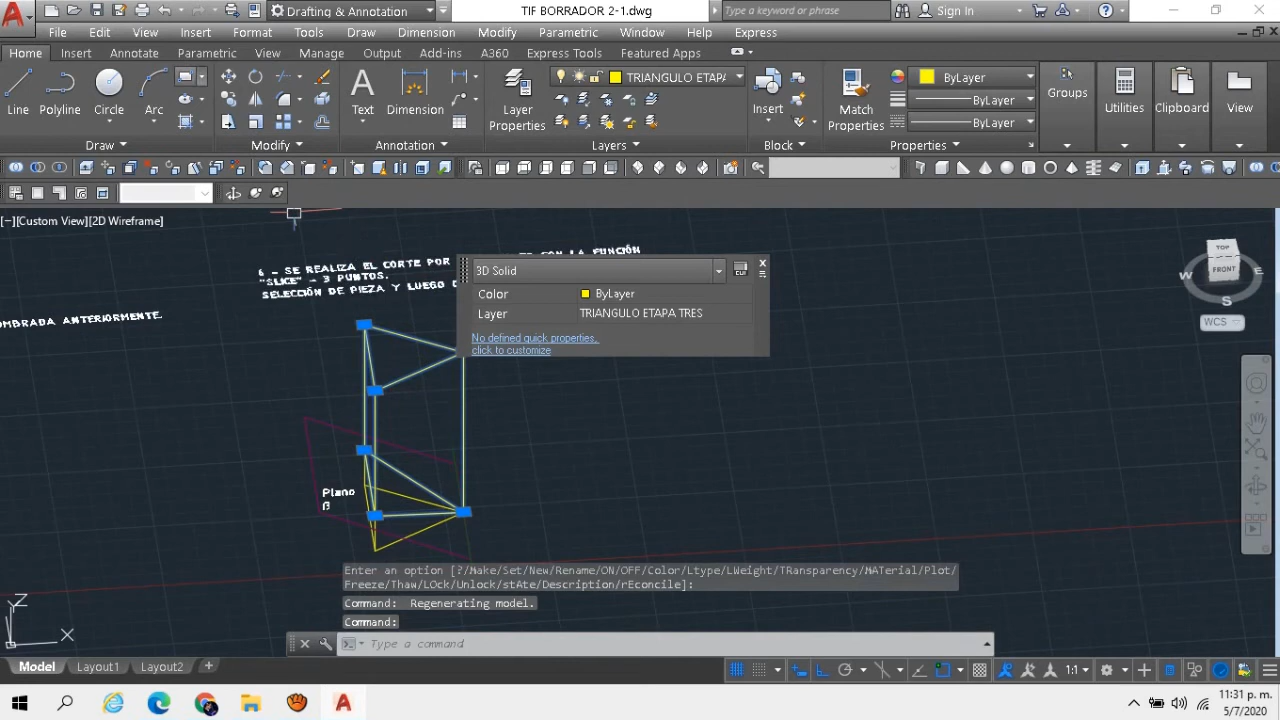 Drafting & Annotation
TIF BORRADOR 2-1.dwg
Type a keyword or phrase
Sign In
File Edit View Insert Format Tools Draw Dimension Modify Parametric Window Help Express
Home Insert Annotate Parametric View Manage Output Add-ins A360 Express Tools Featured Apps
TRIANGULO ETAPA
ByLayer
ByLayer
ByLayer
Line Polyline Circle Arc Text Dimension Layer Properties Insert Match Properties Groups Utilities Clipboard View
Draw Modify Annotation Layers Block Properties
[−][Custom View][2D Wireframe]
6 - SE REALIZA EL CORTE POR
CON LA FUNCIÓN
"SLICE" - 3 PUNTOS.
SELECCIÓN DE PIEZA Y LUEGO
OMBRADA ANTERIORMENTE.
3D Solid
Color ByLayer
Layer TRIANGULO ETAPA TRES
No defined quick properties,
click to customize
TOP
FRONT
W E
S
WCS
Plano
β
Enter an option [?/Make/Set/New/Rename/ON/OFF/Color/Ltype/LWeight/TRansparency/MATerial/Plot/
Freeze/Thaw/LOck/Unlock/stAte/Description/rEconcile]:
Command: Regenerating model.
Command:
Type a command
Z
X
Model Layout1 Layout2 +
1:1
11:31 p. m.
5/7/2020